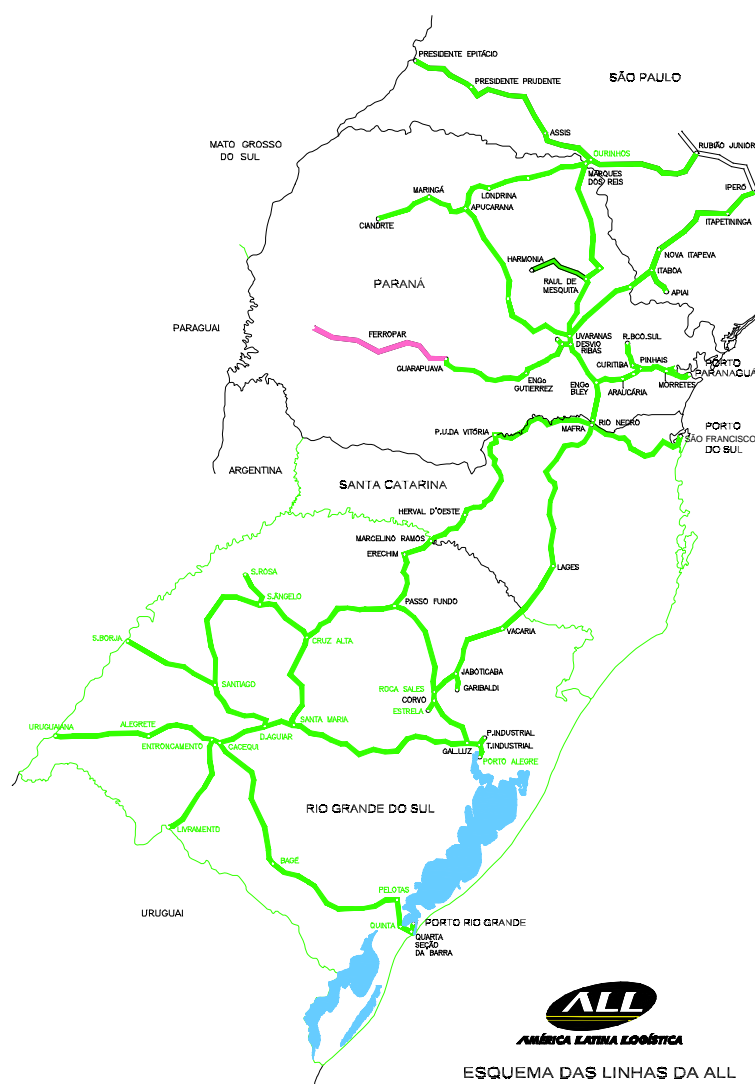 PRESIDENTE EPITÁCIO
SÃO PAULO
PRESIDENTE PRUDENTE
ASSIS
MATO GROSSO
DO SUL
RUBIÃO JUNIOR
OURINHOS
MARQUES
DOS REIS
IPERÓ
MARINGÁ
LONDRINA
ITAPETININGA
APUCARANA
CIANORTE
NOVA ITAPEVA
HARMONIA
ITABÓA
PARANÁ
RAUL DE
MESQUITA
APIAI
PARAGUAI
FERROPAR
UVARANAS
DESVIO
RIBAS
R.BCO.SUL
GUARAPUAVA
CURITIBA
PINHAIS
PORTO
PARANAGUÁ
ENGo
GUTIERREZ
ENGo
BLEY
ARAUCÁRIA
MORRETES
P.U.DA VITÓRIA
MAFRA
RIO NEGRO
PORTO
SÃO FRANCISCO
DO SUL
ARGENTINA
SANTA CATARINA
HERVAL D'OESTE
MARCELINO RAMOS
ERECHIM
LAGES
S.ROSA
S.ÂNGELO
PASSO FUNDO
VACARIA
S.BORJA
CRUZ ALTA
JABOTICABA
SANTIAGO
ROCA SALES
GARIBALDI
CORVO
ESTRELA
URUGUAIANA
ALEGRETE
SANTA MARIA
D.AGUIAR
P.INDUSTRIAL
ENTRONCAMENTO
CACEQUI
GAL.LUZ
T.INDUSTRIAL
PORTO ALEGRE
RIO GRANDE DO SUL
LIVRAMENTO
BAGÉ
PELOTAS
URUGUAI
QUINTA
PORTO RIO GRANDE
QUARTA
SEÇÃO
DA BARRA
ALL
AMÉRICA LATINA LOGÍSTICA
ESQUEMA DAS LINHAS DA ALL